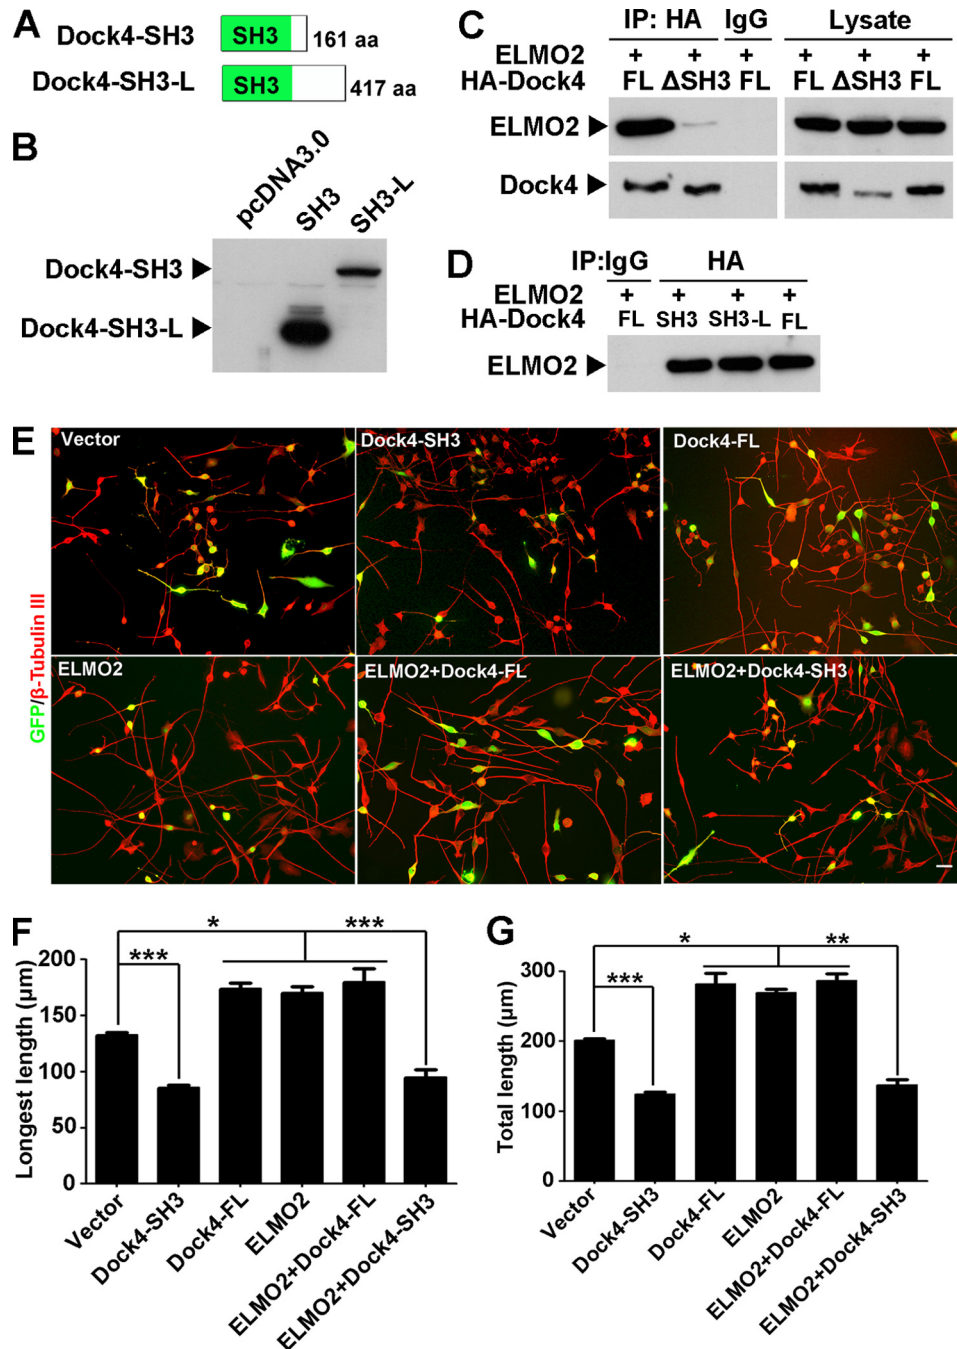 A
Dock4-SH3
SH3
161 aa
Dock4-SH3-L
SH3
417 aa
B
pcDNA3.0
SH3
SH3-L
Dock4-SH3
Dock4-SH3-L
C
IP: HA IgG Lysate
ELMO2 + + + + + +
HA-Dock4 FL ΔSH3 FL FL ΔSH3 FL
ELMO2
Dock4
D
IP:IgG HA
ELMO2 + + + +
HA-Dock4 FL SH3 SH3-L FL
ELMO2
E
GFP/β-Tubulin III
Vector
Dock4-SH3
Dock4-FL
ELMO2
ELMO2+Dock4-FL
ELMO2+Dock4-SH3
F
Longest length (µm)
200
150
100
50
0
*
***
***
Vector
Dock4-SH3
Dock4-FL
ELMO2
ELMO2+Dock4-FL
ELMO2+Dock4-SH3
G
Total length (µm)
300
200
100
0
*
**
***
Vector
Dock4-SH3
Dock4-FL
ELMO2
ELMO2+Dock4-FL
ELMO2+Dock4-SH3